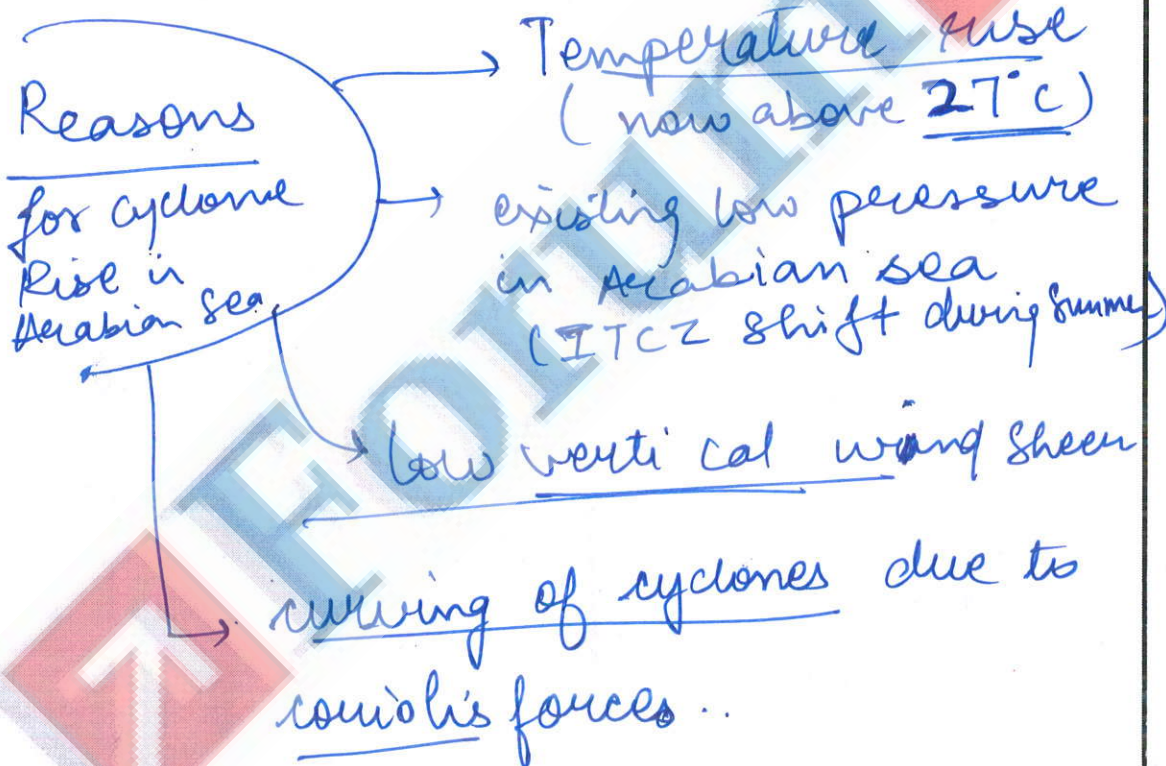 Reasons
for cyclone
Rise in
Arabian Sea
Temperature rise
(now above 27°C)
existing low pressure
in Arabian sea
(ITCZ shift during Summer)
low vertical wind Sheer
curving of cyclones due to
coriolis forces..
Forum